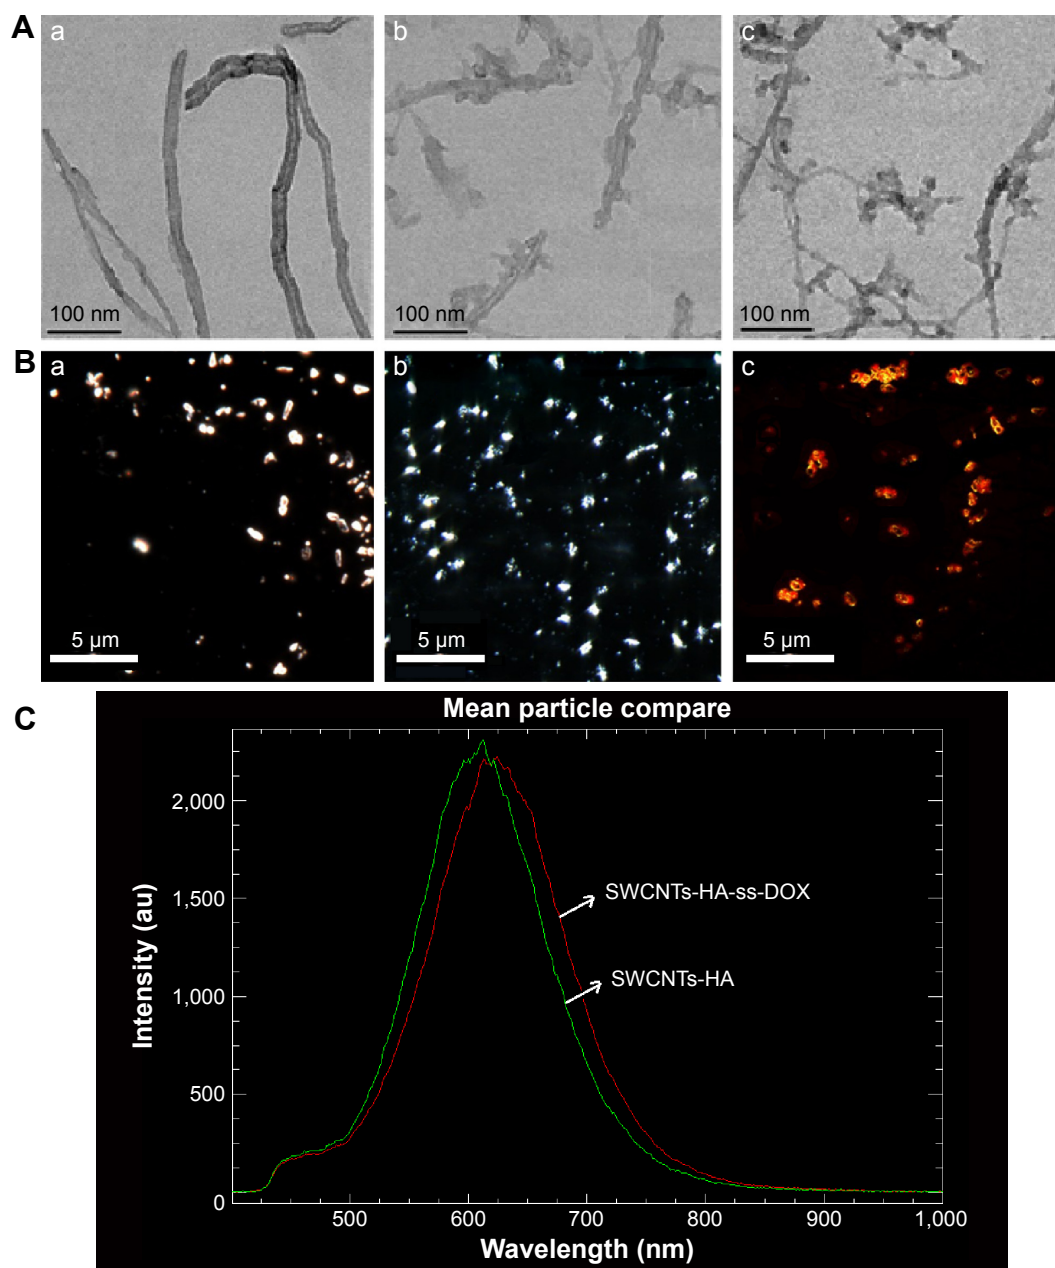 A
a
b
c
100 nm
100 nm
100 nm
B
a
b
c
5 µm
5 µm
5 µm
C
Mean particle compare
2,000
1,500
1,000
500
0
Intensity (au)
SWCNTs-HA-ss-DOX
SWCNTs-HA
500
600
700
800
900
1,000
Wavelength (nm)